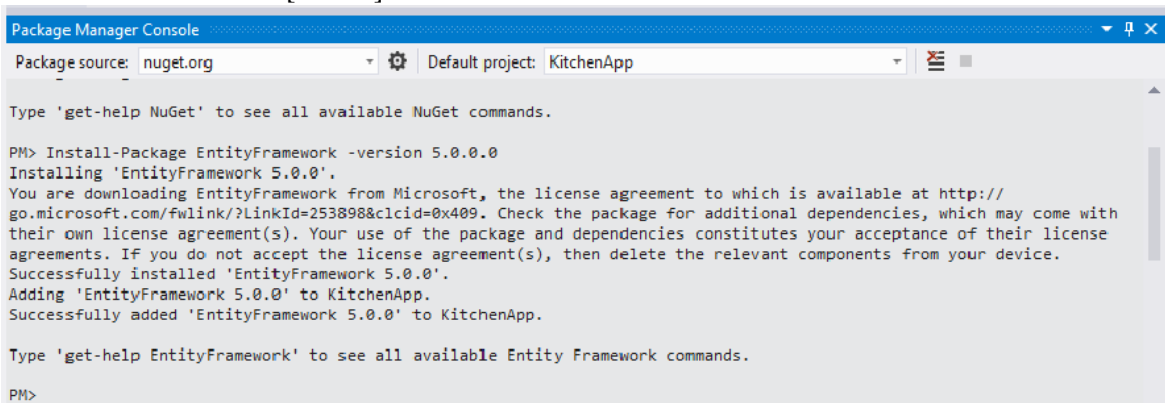 Package Manager Console
Package source: nuget.org Default project: KitchenApp
Type 'get-help NuGet' to see all available NuGet commands.
PM> Install-Package EntityFramework -version 5.0.0.0
Installing 'EntityFramework 5.0.0'.
You are downloading EntityFramework from Microsoft, the license agreement to which is available at http://
go.microsoft.com/fwlink/?LinkId=253898&clcid=0x409. Check the package for additional dependencies, which may come with
their own license agreement(s). Your use of the package and dependencies constitutes your acceptance of their license
agreements. If you do not accept the license agreement(s), then delete the relevant components from your device.
Successfully installed 'EntityFramework 5.0.0'.
Adding 'EntityFramework 5.0.0' to KitchenApp.
Successfully added 'EntityFramework 5.0.0' to KitchenApp.
Type 'get-help EntityFramework' to see all available Entity Framework commands.
PM>